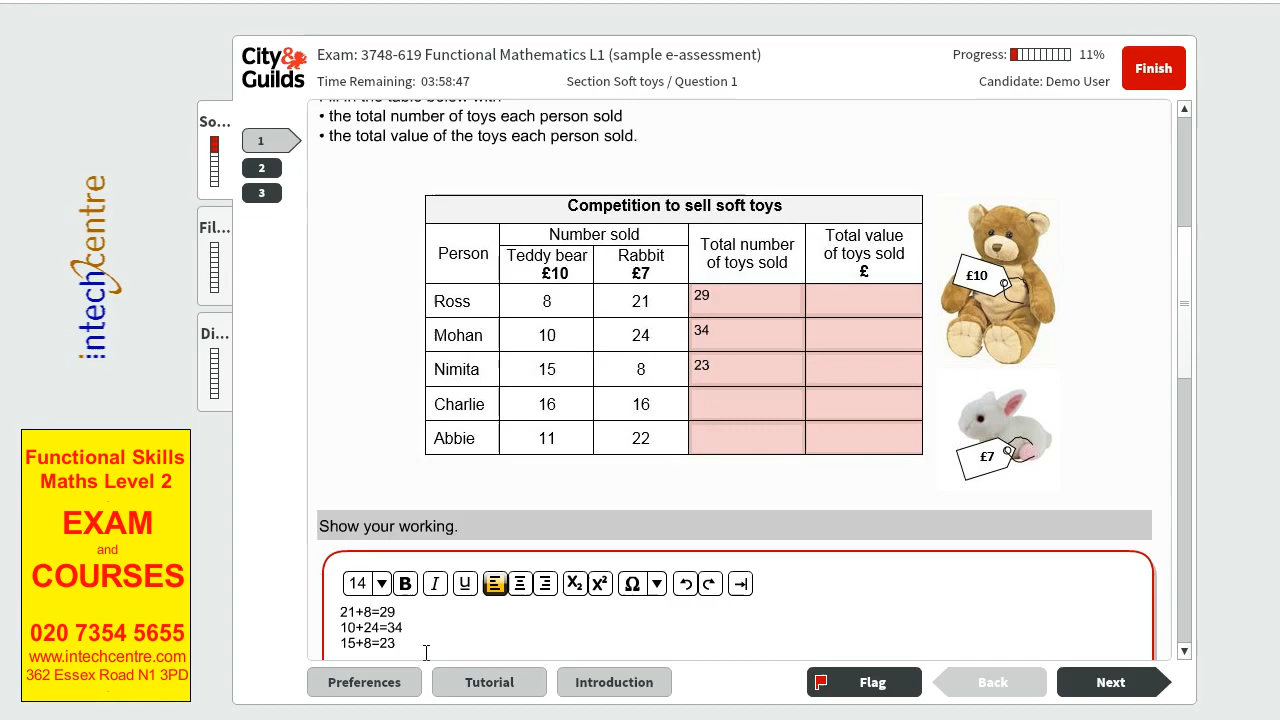 City&
Guilds
Exam: 3748-619 Functional Mathematics L1 (sample e-assessment)
Progress: 11%
Finish
Time Remaining: 03:58:47
Section Soft toys / Question 1
Candidate: Demo User
So...
Fil...
Di...
1
2
3
• the total number of toys each person sold
• the total value of the toys each person sold.
Competition to sell soft toys
Person
Number sold
Teddy bear
£10
Rabbit
£7
Total number
of toys sold
Total value
of toys sold
£
Ross 8 21 29
Mohan 10 24 34
Nimita 15 8 23
Charlie 16 16
Abbie 11 22
£10
£7
Show your working.
14 B I U X2 X² Ω
21+8=29
10+24=34
15+8=23
Preferences
Tutorial
Introduction
Flag
Back
Next
intechcentre
Functional Skills
Maths Level 2
EXAM
and
COURSES
020 7354 5655
www.intechcentre.com
362 Essex Road N1 3PD